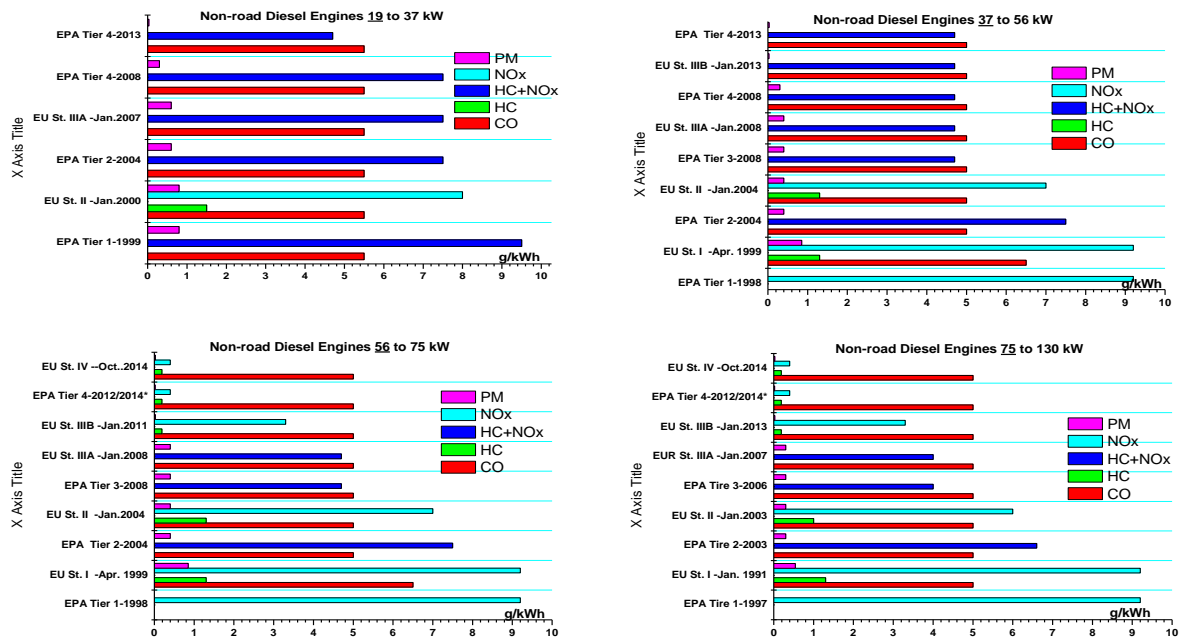 Non-road Diesel Engines 19 to 37 kW
EPA Tier 4-2013
EPA Tier 4-2008
EU St. IIIA -Jan.2007
EPA Tier 2-2004
EU St. II -Jan.2000
EPA Tier 1-1999
X Axis Title
PM
NOx
HC+NOx
HC
CO
g/kWh
0 1 2 3 4 5 6 7 8 9 10
Non-road Diesel Engines 37 to 56 kW
EPA Tier 4-2013
EU St. IIIB -Jan.2013
EPA Tier 4-2008
EU St. IIIA -Jan.2008
EPA Tier 3-2008
EU St. II -Jan.2004
EPA Tier 2-2004
EU St. I -Apr. 1999
EPA Tier 1-1998
X Axis Title
PM
NOx
HC+NOx
HC
CO
g/kWh
0 1 2 3 4 5 6 7 8 9 10
Non-road Diesel Engines 56 to 75 kW
EU St. IV --Oct..2014
EPA Tier 4-2012/2014*
EU St. IIIB -Jan.2011
EU St. IIIA -Jan.2008
EPA Tier 3-2008
EU St. II -Jan.2004
EPA Tier 2-2004
EU St. I -Apr. 1999
EPA Tier 1-1998
X Axis Title
PM
NOx
HC+NOx
HC
CO
g/kWh
0 1 2 3 4 5 6 7 8 9 10
Non-road Diesel Engines 75 to 130 kW
EU St. IV -Oct.2014
EPA Tier 4-2012/2014*
EU St. IIIB -Jan.2013
EUR St. IIIA -Jan.2007
EPA Tire 3-2006
EU St. II -Jan.2003
EPA Tire 2-2003
EU St. I -Jan. 1991
EPA Tire 1-1997
X Axis Title
PM
NOx
HC+NOx
HC
CO
g/kWh
0 1 2 3 4 5 6 7 8 9 10